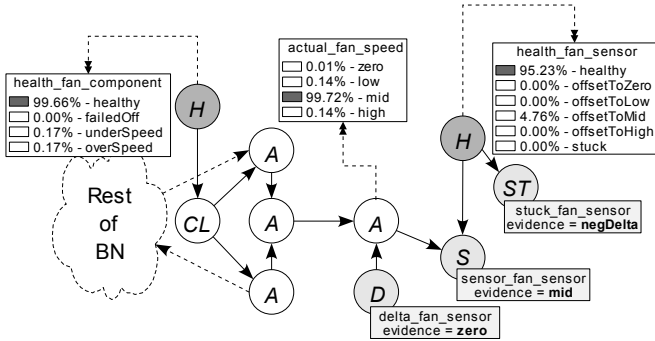 actual_fan_speed
0.01% - zero
0.14% - low
99.72% - mid
0.14% - high
health_fan_sensor
95.23% - healthy
0.00% - offsetToZero
0.00% - offsetToLow
4.76% - offsetToMid
0.00% - offsetToHigh
0.00% - stuck
health_fan_component
99.66% - healthy
0.00% - failedOff
0.17% - underSpeed
0.17% - overSpeed
H
H
A
ST
Rest
of
BN
CL
A
A
stuck_fan_sensor
evidence = negDelta
S
A
D
sensor_fan_sensor
evidence = mid
delta_fan_sensor
evidence = zero